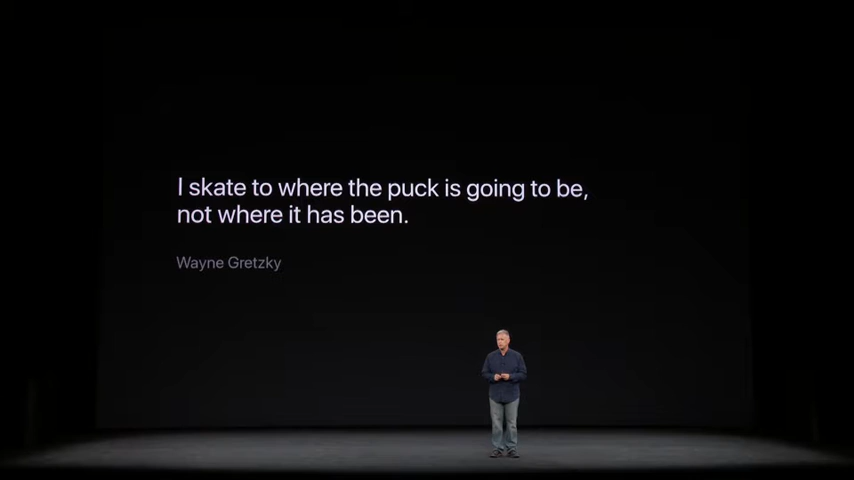 I skate to where the puck is going to be,
not where it has been.
Wayne Gretzky